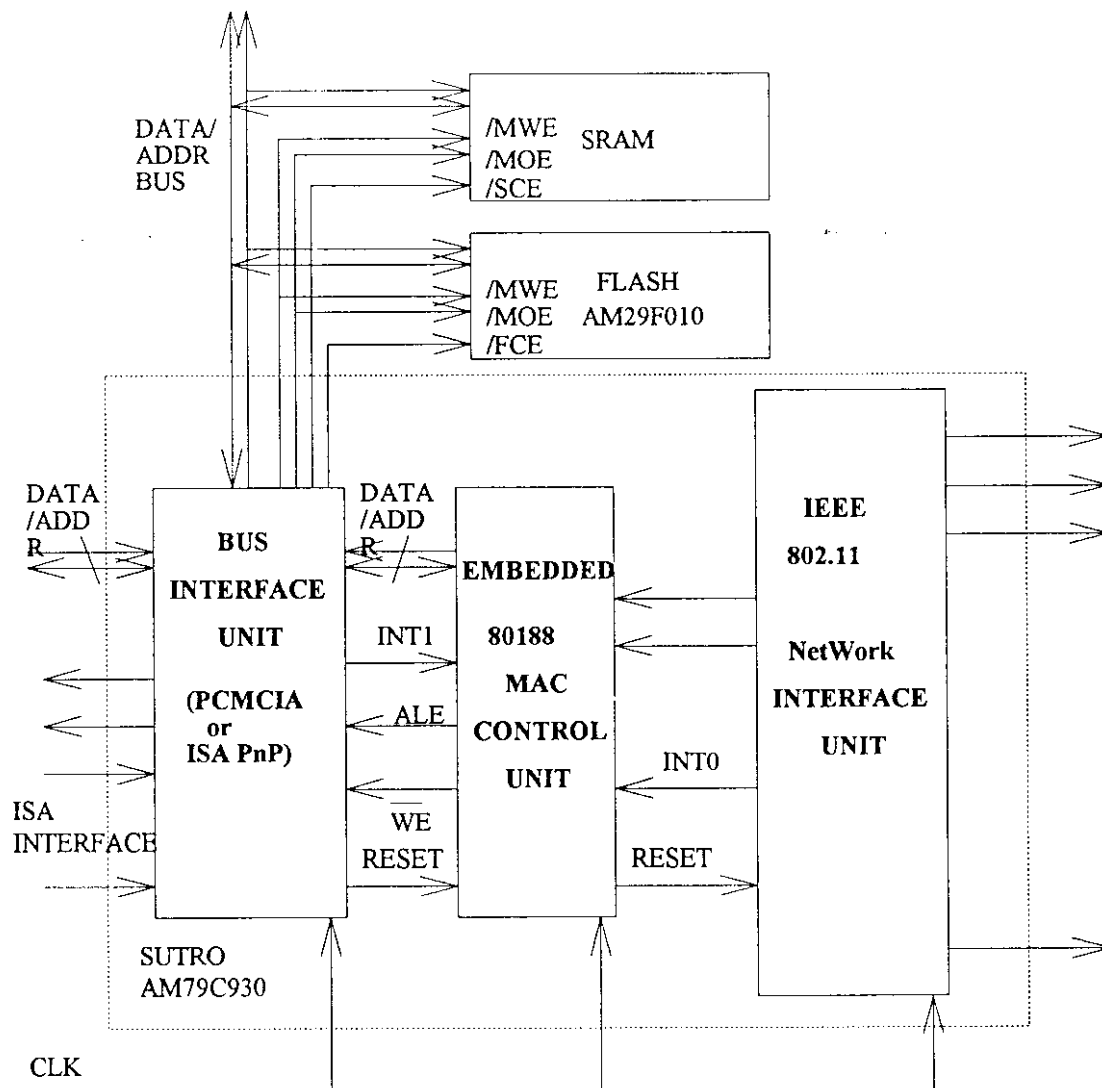 DATA/
ADDR
BUS
/MWE
SRAM
/MOE
/SCE
/MWE
FLASH
/MOE
AM29F010
/FCE
DATA
/ADD
R
BUS
INTERFACE
UNIT
(PCMCIA
or
ISA PnP)
DATA
/ADD
R
INT1
ALE
WE
RESET
EMBEDDED
80188
MAC
CONTROL
UNIT
INT0
RESET
IEEE
802.11
NetWork
INTERFACE
UNIT
ISA
INTERFACE
SUTRO
AM79C930
CLK